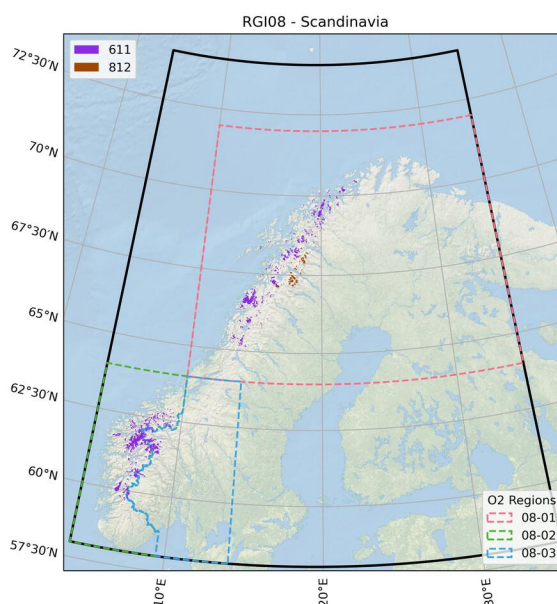 RGI08 - Scandinavia
611
812
72°30′N
70°N
67°30′N
65°N
62°30′N
60°N
57°30′N
O2 Regions
08-01
08-02
08-03
10°E
20°E
30°E